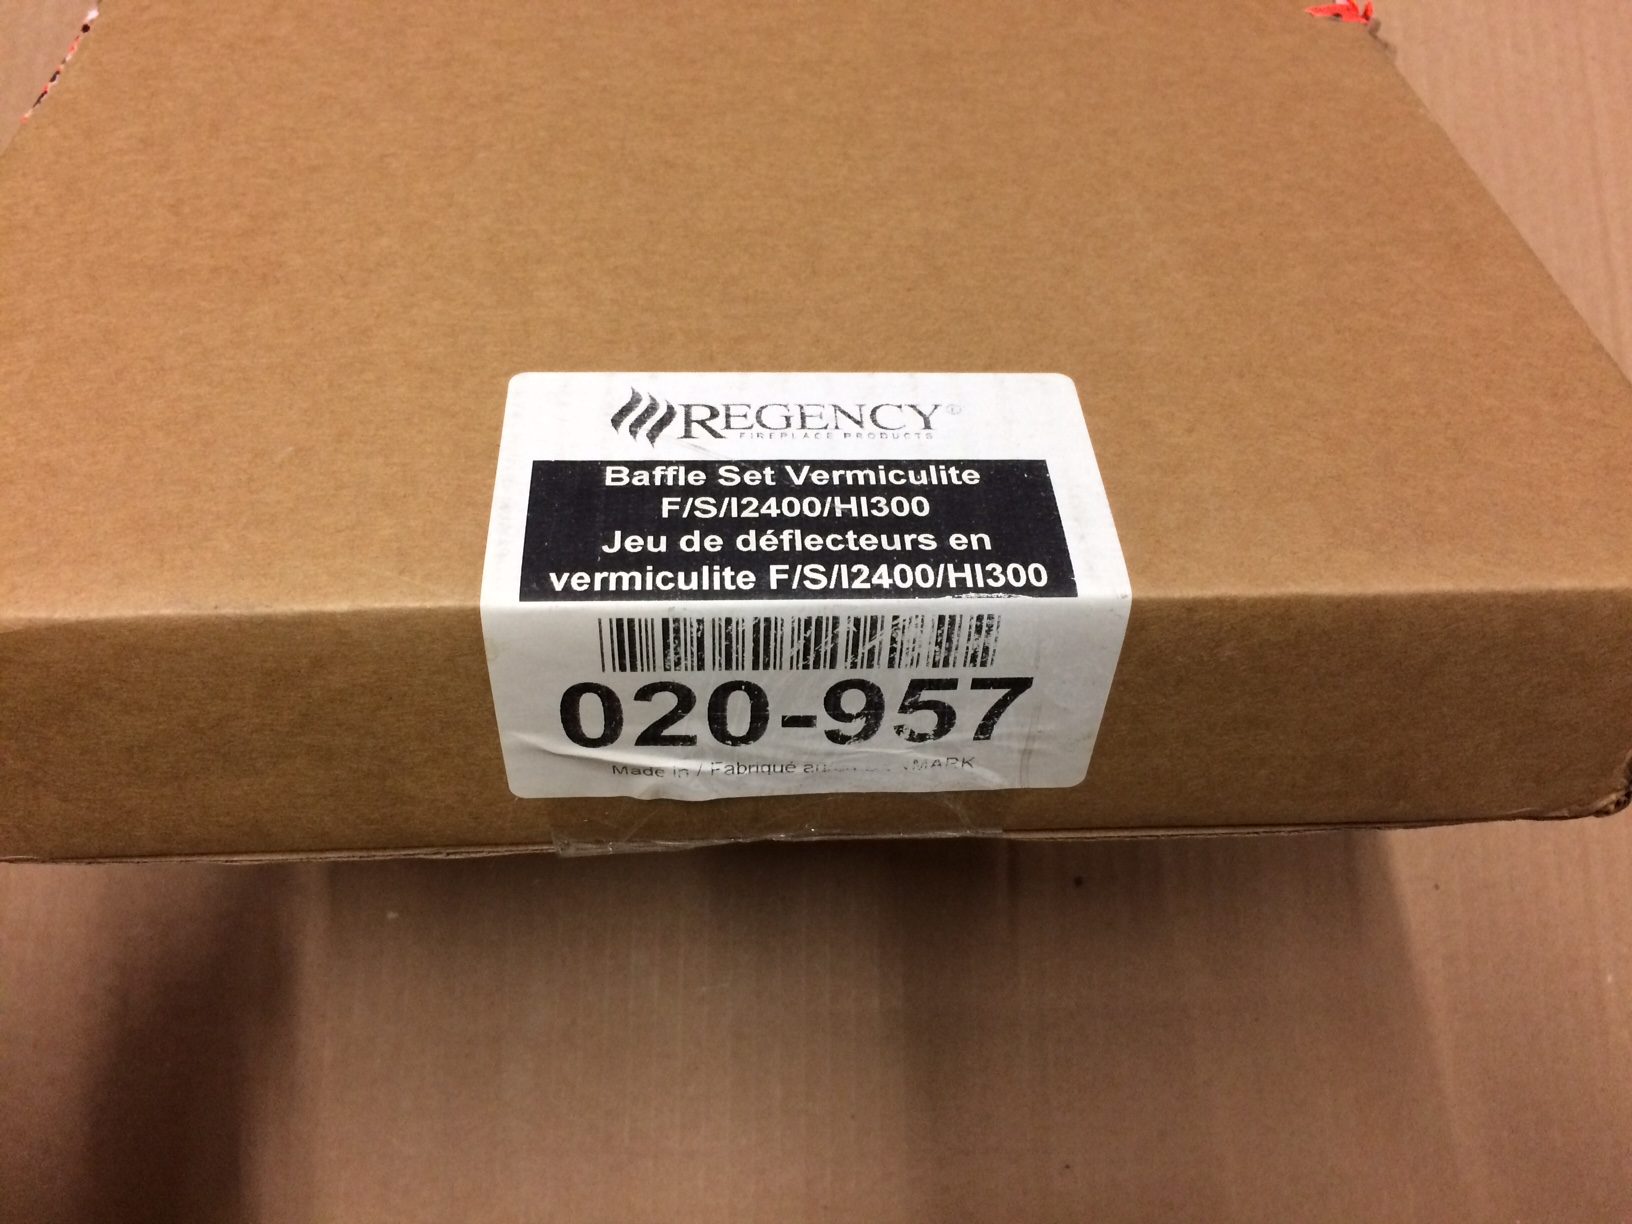 REGENCY®
FIREPLACE PRODUCTS
Baffle Set Vermiculite
F/S/I2400/HI300
Jeu de déflecteurs en
vermiculite F/S/I2400/HI300
020-957
Made in / Fabriqué